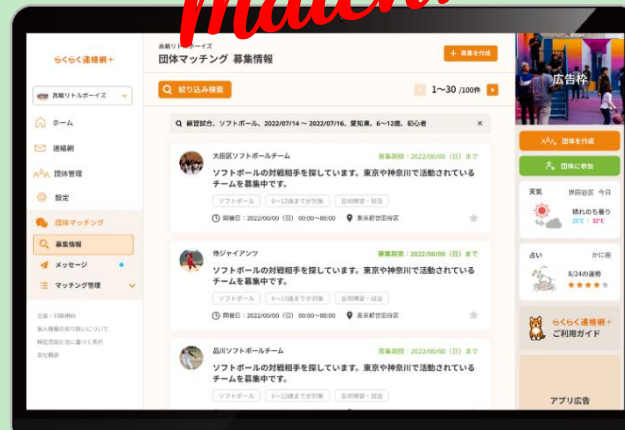 match!
らくらく連絡網+
高崎リトルボーイズ
ホーム
連絡網
団体管理
設定
団体マッチング
募集情報
メッセージ
マッチング管理
会社概要
団体マッチング 募集情報
+ 募集を作成
絞り込み検索
1〜30 /100件
練習試合、ソフトボール、2022/07/14 〜 2022/07/16、愛知県、6〜12歳、初心者 ×
大田区ソフトボールチーム
募集期限:2022/00/00(日)まで
ソフトボールの対戦相手を探しています。東京や神奈川で活動されている
チームを募集中です。
ソフトボール 6〜12歳までが対象 合同練習・試合
開催日:2022/00/00(日) 00:00〜00:00 東京都世田谷区
侍ジャイアンツ
募集期限:2022/00/00(日)まで
ソフトボールの対戦相手を探しています。東京や神奈川で活動されている
チームを募集中です。
ソフトボール 6〜12歳までが対象 合同練習・試合
開催日:2022/00/00(日) 00:00〜00:00 東京都世田谷区
品川ソフトボールチーム
募集期限:2022/00/00(日)まで
ソフトボールの対戦相手を探しています。東京や神奈川で活動されている
チームを募集中です。
ソフトボール 6〜12歳までが対象 合同練習・試合
広告枠
団体を作成
団体に参加
天気 世田谷区 今日
晴れのち曇り
占い かに座
8/24の運勢
★★★★★
らくらく連絡網+
ご利用ガイド
アプリ広告